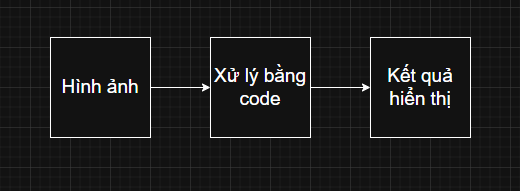 Hình ảnh
Xử lý bằng
code
Kết quả
hiển thị